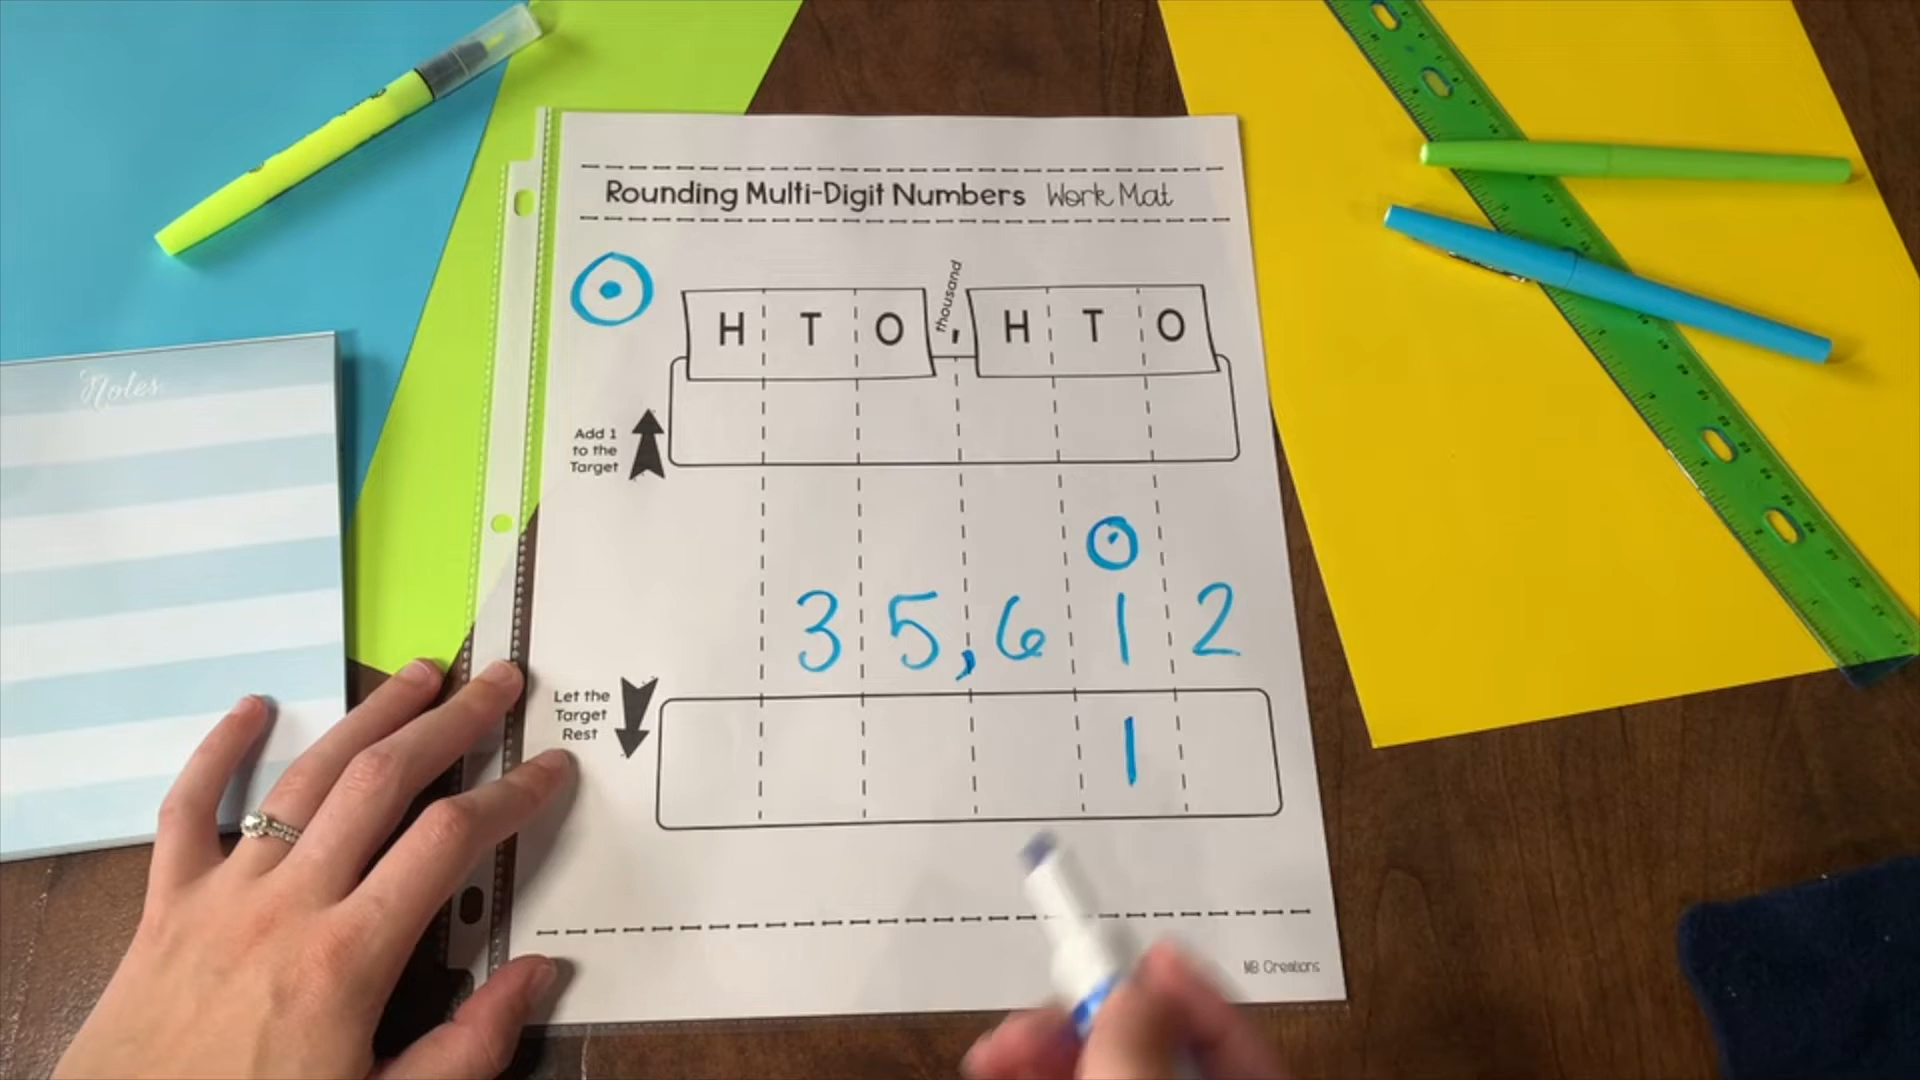 Rounding Multi-Digit Numbers Work Mat
thousand
H T O , H T O
Add 1
to the
Target
35,612
Let the
Target
Rest
1
Notes
MB Creations